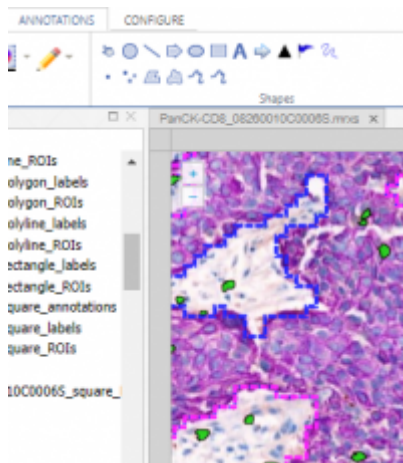 ANNOTATIONS CONFIGURE
A
Shapes
PanCK-CD8_08260010C0006S.mrxs
ne_ROIs
olygon_labels
olygon_ROIs
olyline_labels
olyline_ROIs
ectangle_labels
ectangle_ROIs
quare_annotations
quare_labels
quare_ROIs
10C0006S_square_